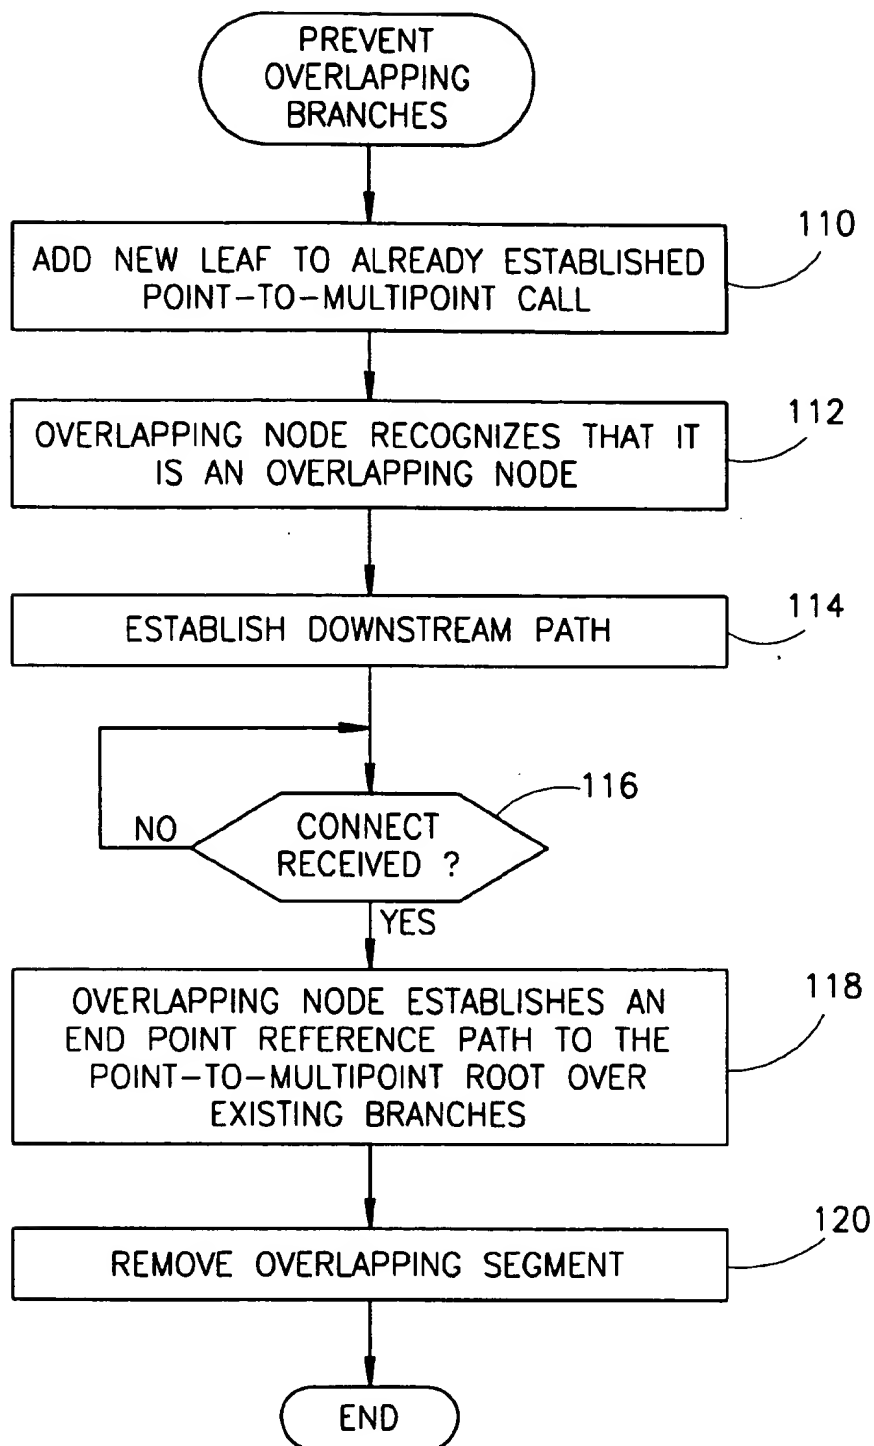 PREVENT
OVERLAPPING
BRANCHES
110
ADD NEW LEAF TO ALREADY ESTABLISHED
POINT-TO-MULTIPOINT CALL
112
OVERLAPPING NODE RECOGNIZES THAT IT
IS AN OVERLAPPING NODE
114
ESTABLISH DOWNSTREAM PATH
116
NO
CONNECT
RECEIVED ?
YES
118
OVERLAPPING NODE ESTABLISHES AN
END POINT REFERENCE PATH TO THE
POINT-TO-MULTIPOINT ROOT OVER
EXISTING BRANCHES
120
REMOVE OVERLAPPING SEGMENT
END